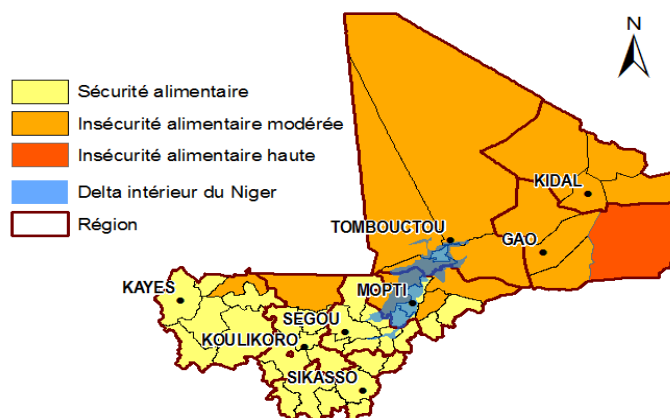 N
Sécurité alimentaire
Insécurité alimentaire modérée
Insécurité alimentaire haute
Delta intérieur du Niger
Région
KIDAL
TOMBOUCTOU
GAO
KAYES
MOPTI
SEGOU
KOULIKORO
SIKASSO